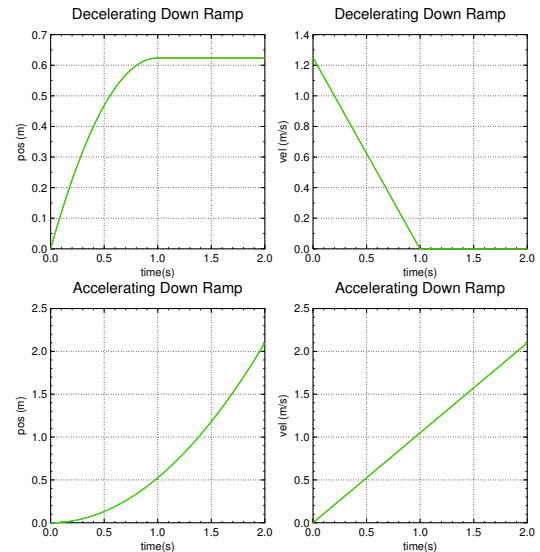 Decelerating Down Ramp
0.7
0.6
0.5
0.4
0.3
0.2
0.1
0.0
pos (m)
0.0 0.5 1.0 1.5 2.0
time(s)
Decelerating Down Ramp
1.4
1.2
1.0
0.8
0.6
0.4
0.2
0.0
vel (m/s)
0.0 0.5 1.0 1.5 2.0
time(s)
Accelerating Down Ramp
2.5
2.0
1.5
1.0
0.5
0.0
pos (m)
0.0 0.5 1.0 1.5 2.0
time(s)
Accelerating Down Ramp
2.5
2.0
1.5
1.0
0.5
0.0
vel (m/s)
0.0 0.5 1.0 1.5 2.0
time(s)